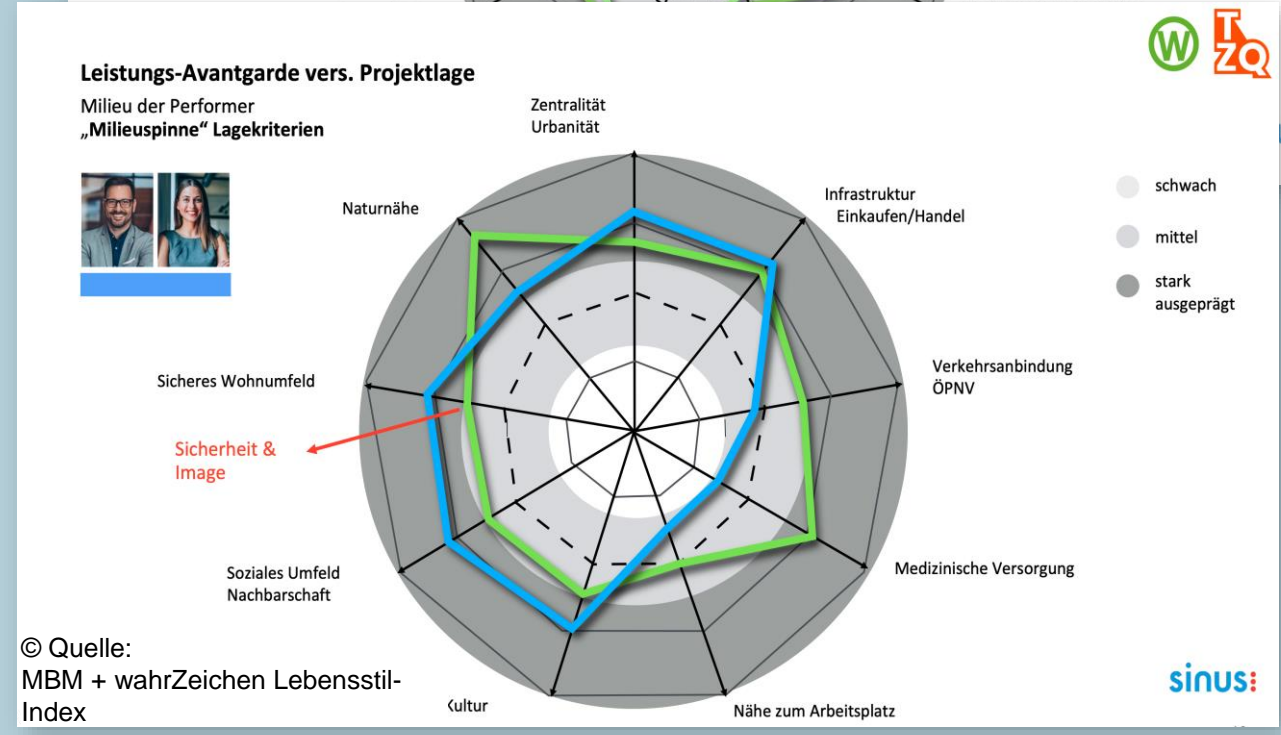 Leistungs-Avantgarde vers. Projektlage
Milieu der Performer
„Milieuspinne“ Lagekriterien
W
TZQ
Zentralität
Urbanität
Infrastruktur
Einkaufen/Handel
Naturnähe
schwach
mittel
stark
ausgeprägt
Verkehrsanbindung
ÖPNV
Sicheres Wohnumfeld
Sicherheit &
Image
Medizinische Versorgung
Soziales Umfeld
Nachbarschaft
© Quelle:
MBM + wahrZeichen Lebensstil-
Index
Kultur
Nähe zum Arbeitsplatz
sinus: